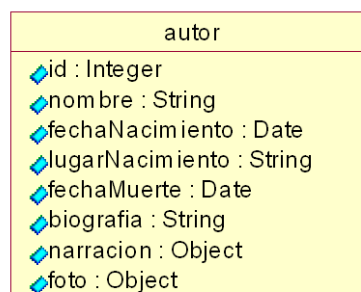 autor
id : Integer
nombre : String
fechaNacimiento : Date
lugarNacimiento : String
fechaMuerte : Date
biografia : String
narracion : Object
foto : Object